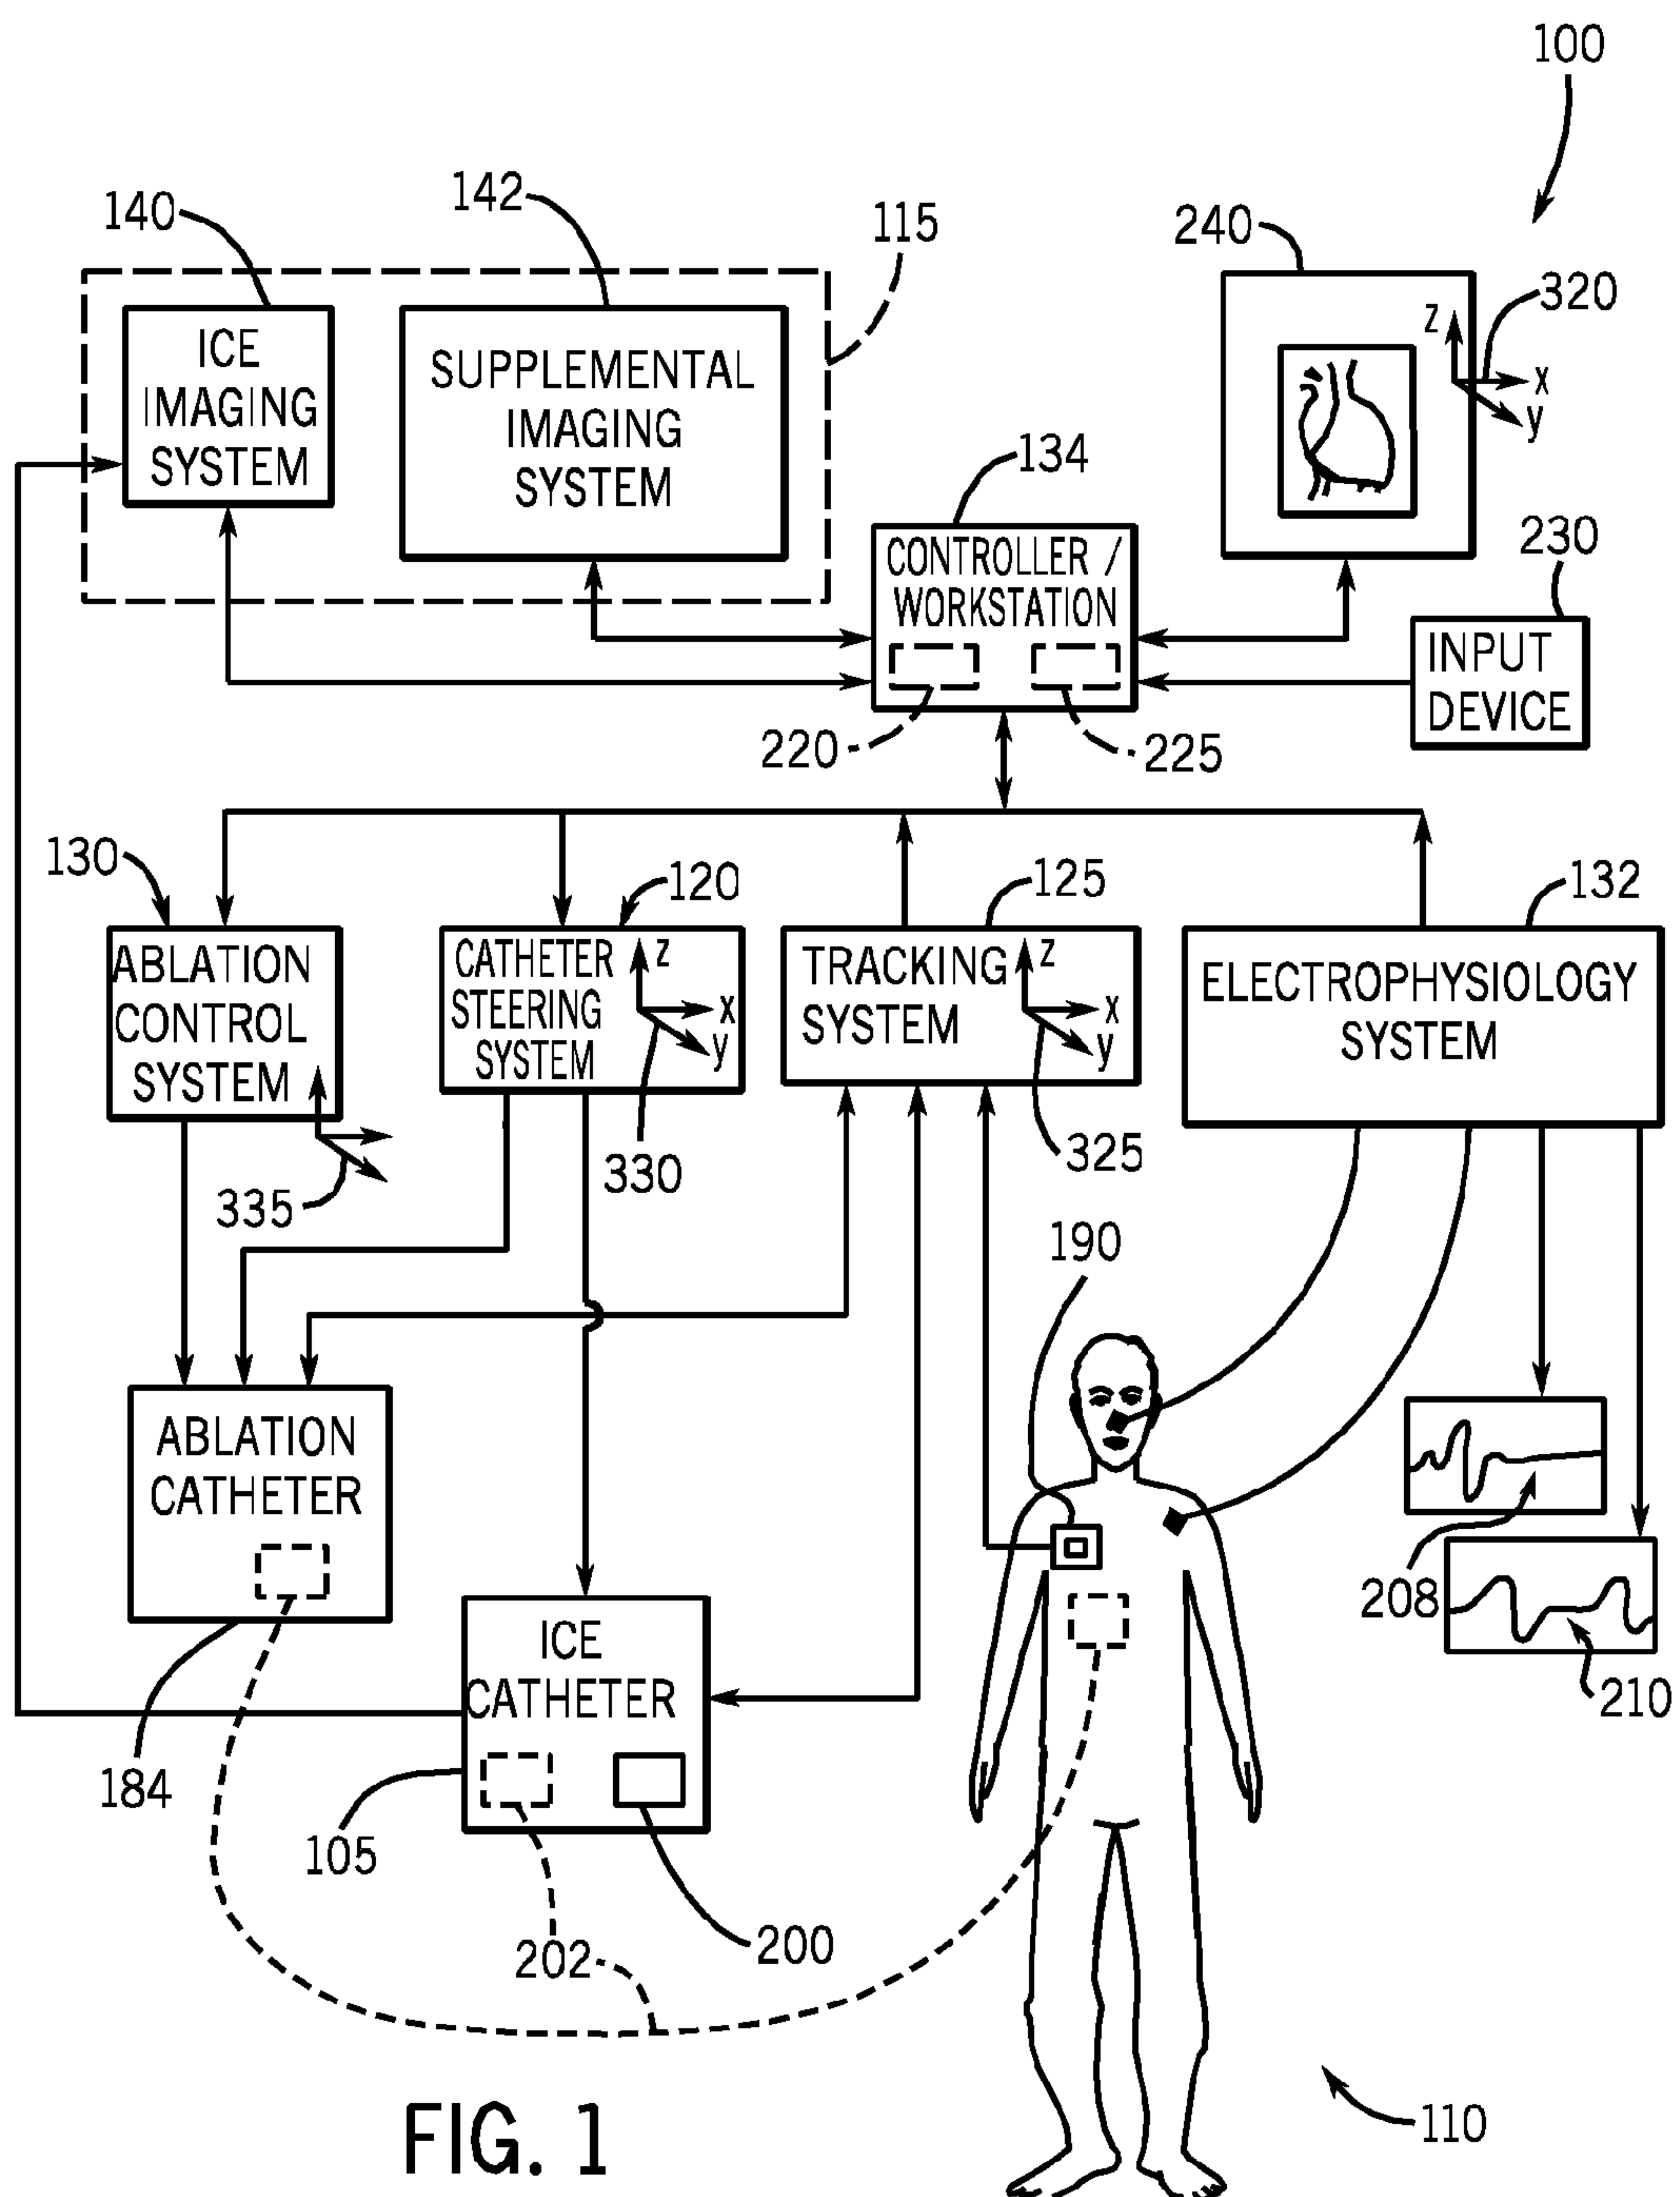 100
140
142
115
240
ICE
IMAGING
SYSTEM
SUPPLEMENTAL
IMAGING
SYSTEM
z
x
y
320
134
CONTROLLER /
WORKSTATION
230
INPUT
DEVICE
220
225
130
120
125
132
ABLATION
CONTROL
SYSTEM
CATHETER
STEERING
SYSTEM
z
x
y
TRACKING
SYSTEM
z
x
y
ELECTROPHYSIOLOGY
SYSTEM
335
330
325
190
ABLATION
CATHETER
208
210
ICE
CATHETER
184
105
202
200
110
FIG. 1